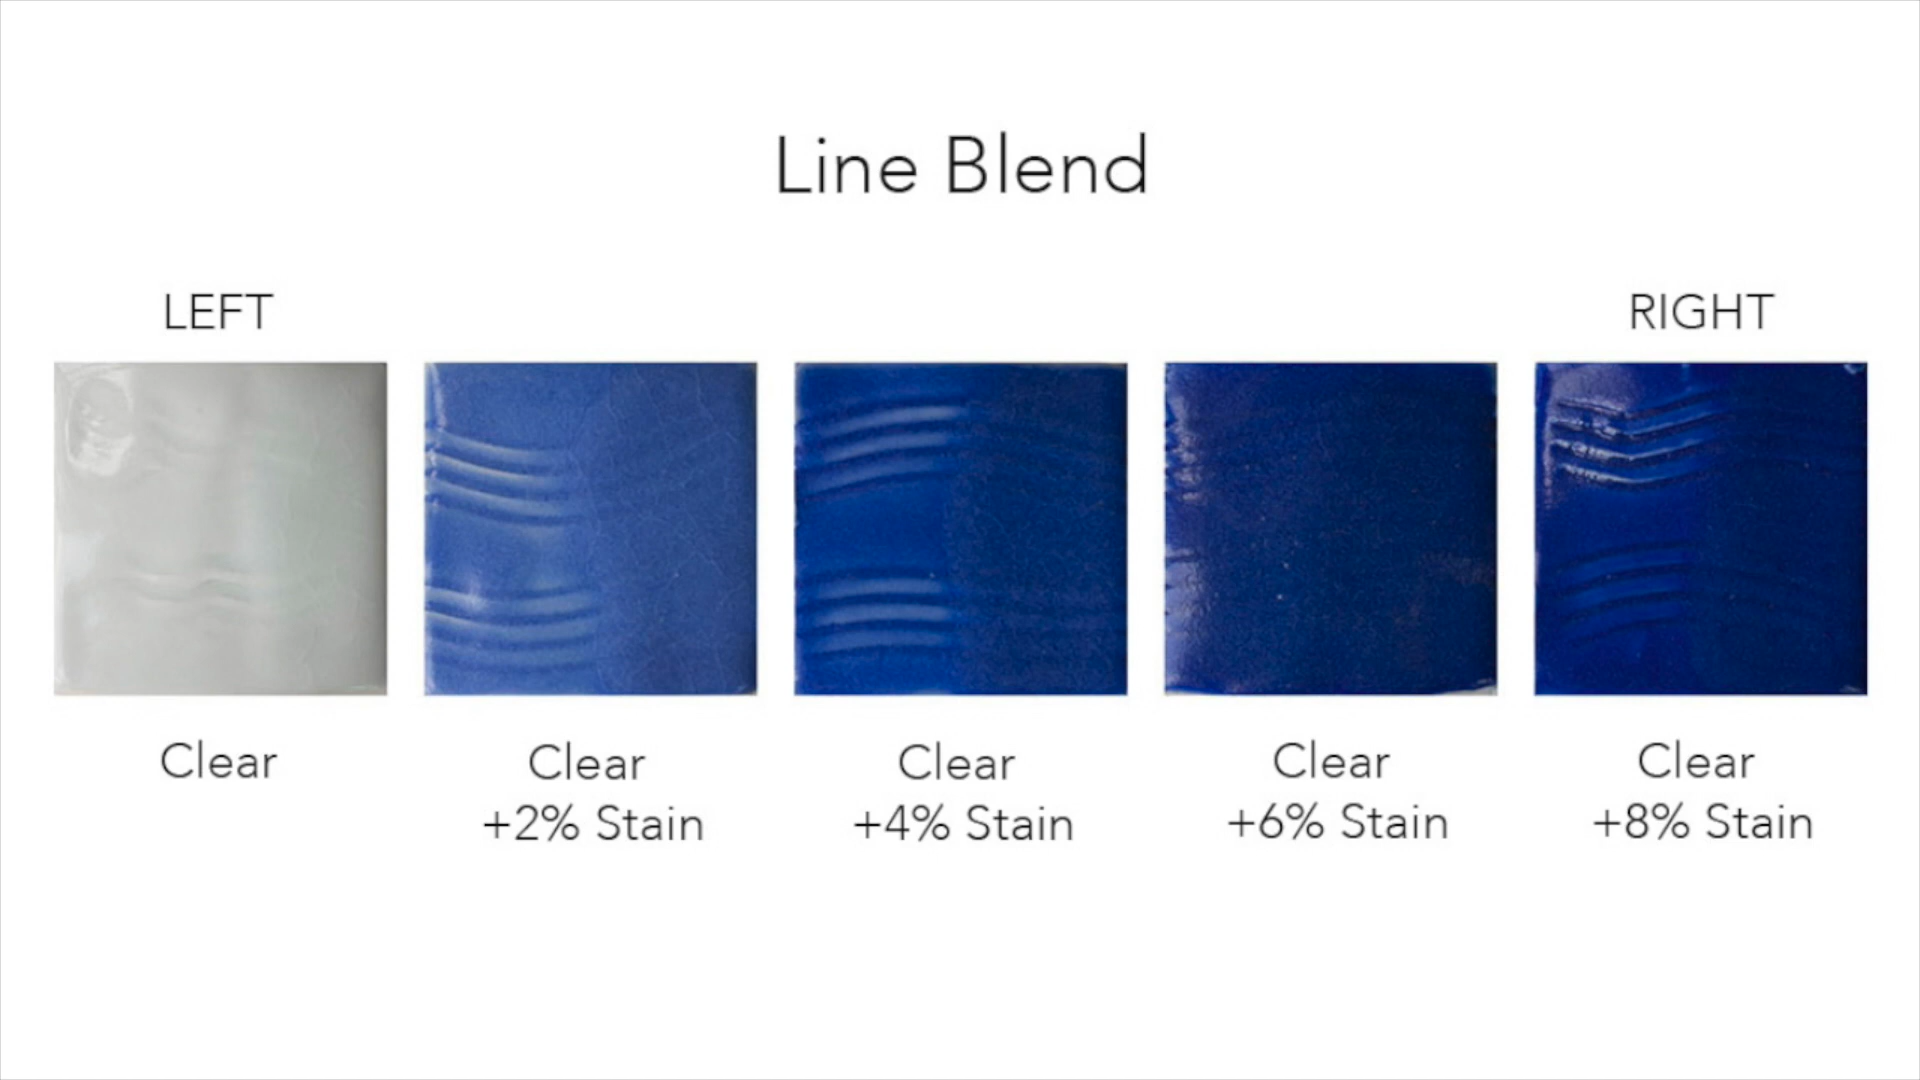 Line Blend
LEFT
RIGHT
Clear
Clear
+2% Stain
Clear
+4% Stain
Clear
+6% Stain
Clear
+8% Stain